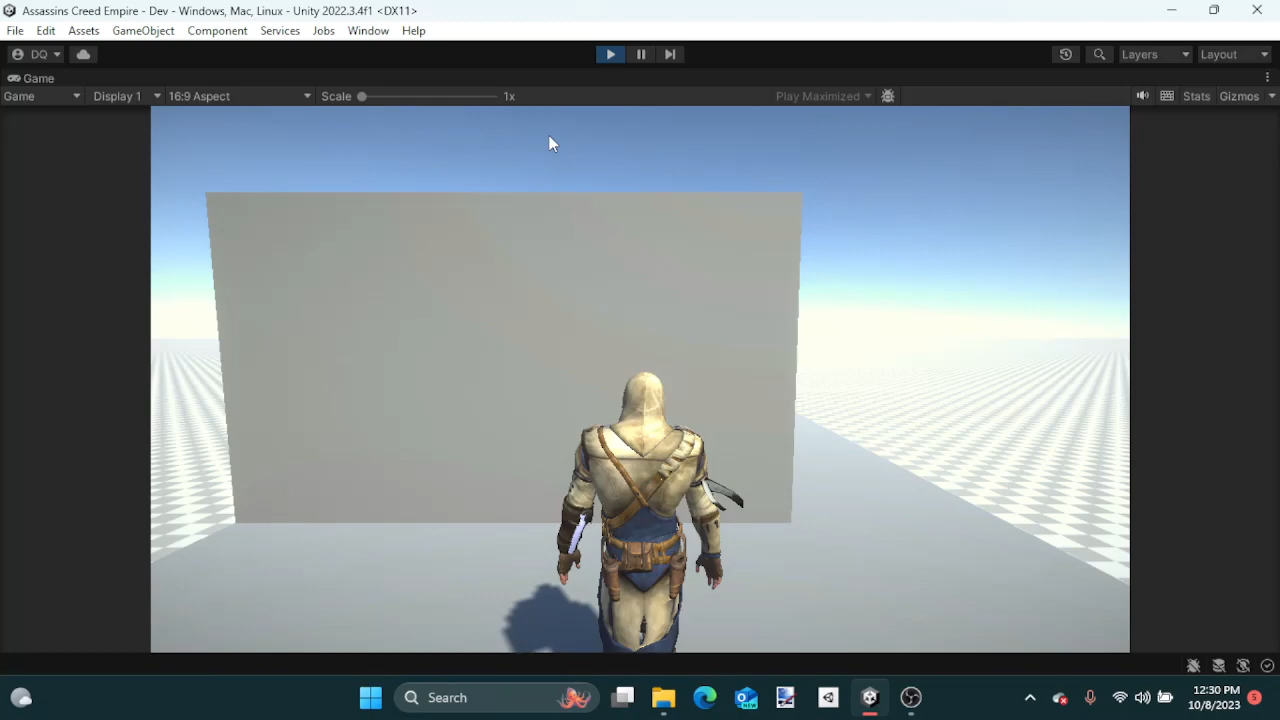 Assassins Creed Empire - Dev - Windows, Mac, Linux - Unity 2022.3.4f1 <DX11>
File Edit Assets GameObject Component Services Jobs Window Help
DQ Layers Layout
Game
Game Display 1 16:9 Aspect Scale 1x Play Maximized Stats Gizmos
Search NEW 12:30 PM
10/8/2023 5